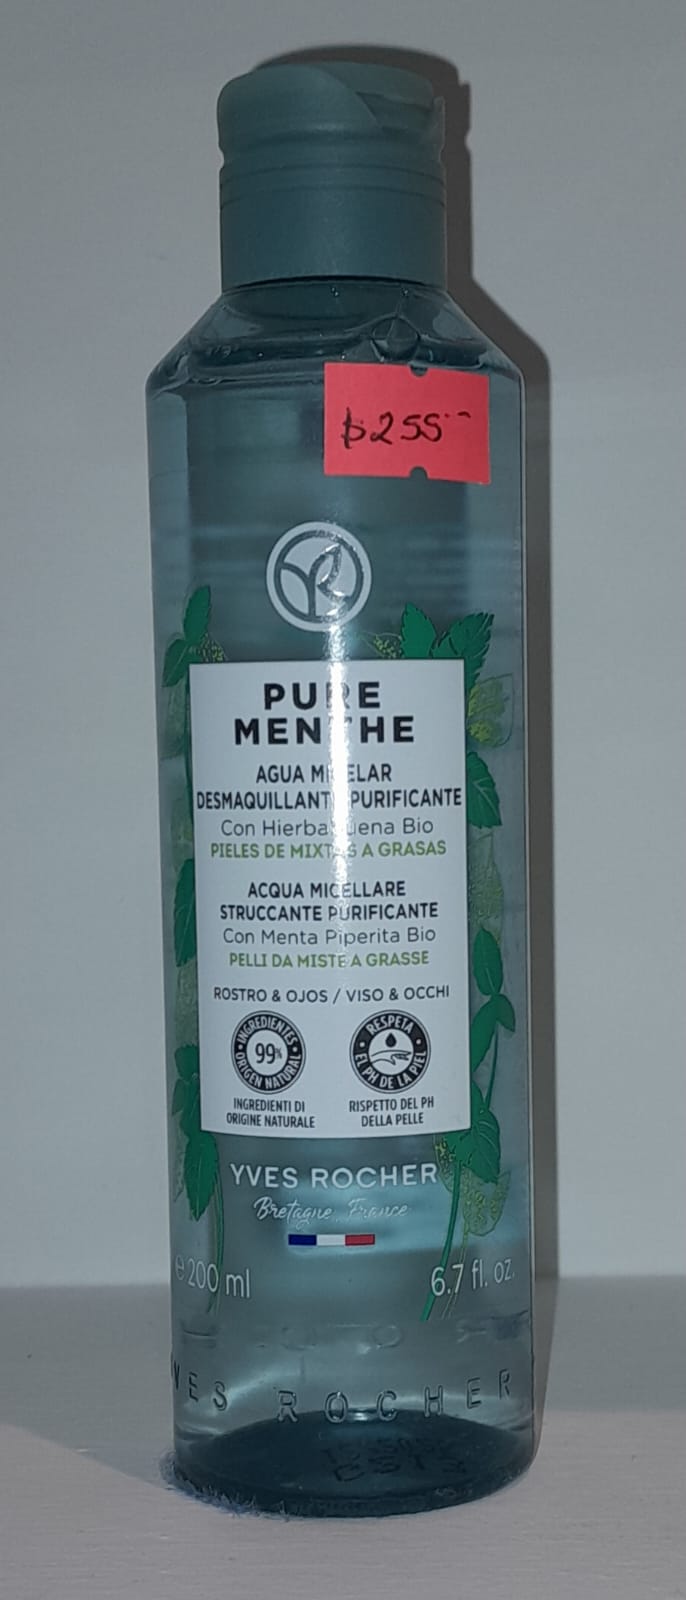 $255--
PURE
MENTHE
AGUA MICELAR
DESMAQUILLANTE PURIFICANTE
Con Hierbabuena Bio
PIELES DE MIXTAS A GRASAS
ACQUA MICELLARE
STRUCCANTE PURIFICANTE
Con Menta Piperita Bio
PELLI DA MISTE A GRASSE
ROSTRO & OJOS / VISO & OCCHI
INGREDIENTES
99%
ORIGEN NATURAL
INGREDIENTI DI
ORIGINE NATURALE
RESPETA
EL PH DE LA PIEL
RISPETTO DEL PH
DELLA PELLE
YVES ROCHER
Bretagne, France
e 200 ml
6.7 fl. oz.
YVES ROCHER